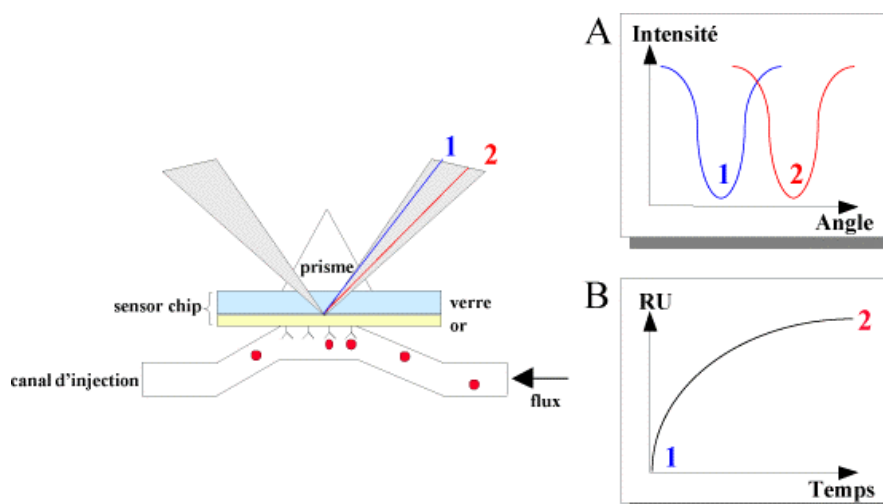 1
2
prisme
sensor chip
verre
or
canal d'injection
flux
A
Intensité
1
2
Angle
B
RU
2
1
Temps